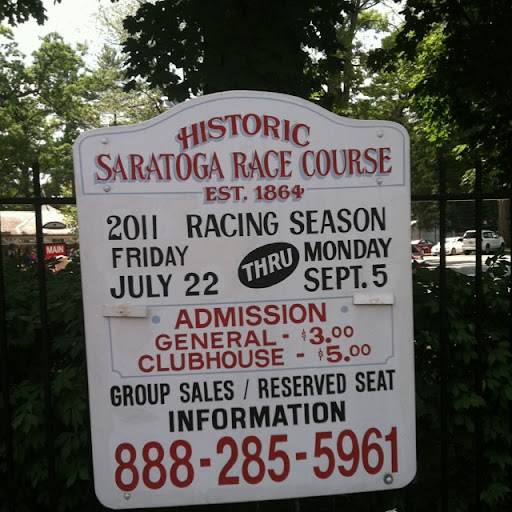 HISTORIC
SARATOGA RACE COURSE
EST. 1864
2011 RACING SEASON
FRIDAY THRU MONDAY
JULY 22 SEPT. 5
ADMISSION
GENERAL - $3.00
CLUBHOUSE - $5.00
GROUP SALES / RESERVED SEAT
INFORMATION
888-285-5961
MAIN